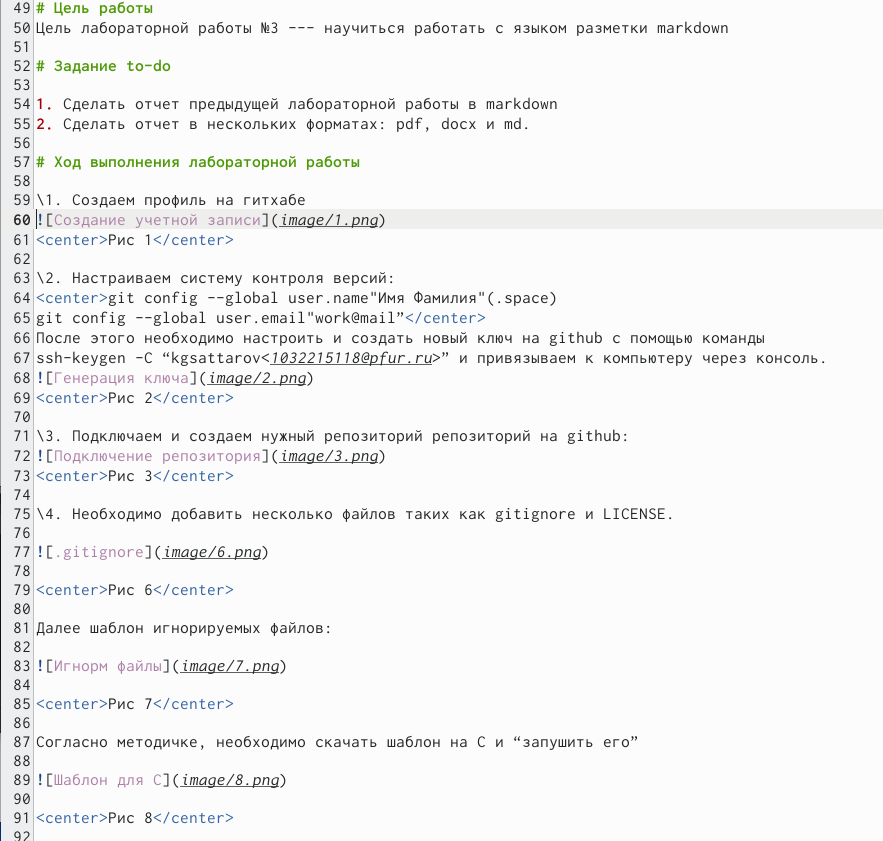 49 # Цель работы
50 Цель лабораторной работы №3 --- научиться работать с языком разметки markdown
51
52 # Задание to-do
53
54 1. Сделать отчет предыдущей лабораторной работы в markdown
55 2. Сделать отчет в нескольких форматах: pdf, docx и md.
56
57 # Ход выполнения лабораторной работы
58
59 \1. Создаем профиль на гитхабе
60 ![Создание учетной записи](image/1.png)
61 <center>Рис 1</center>
62
63 \2. Настраиваем систему контроля версий:
64 <center>git config --global user.name"Имя Фамилия"(.space)
65 git config --global user.email"work@mail”</center>
66 После этого необходимо настроить и создать новый ключ на github с помощью команды
67 ssh-keygen -C “kgsattarov<1032215118@pfur.ru>” и привязываем к компьютеру через консоль.
68 ![Генерация ключа](image/2.png)
69 <center>Рис 2</center>
70
71 \3. Подключаем и создаем нужный репозиторий репозиторий на github:
72 ![Подключение репозитория](image/3.png)
73 <center>Рис 3</center>
74
75 \4. Необходимо добавить несколько файлов таких как gitignore и LICENSE.
76
77 ![.gitignore](image/6.png)
78
79 <center>Рис 6</center>
80
81 Далее шаблон игнорируемых файлов:
82
83 ![Игнорм файлы](image/7.png)
84
85 <center>Рис 7</center>
86
87 Согласно методичке, необходимо скачать шаблон на C и “запушить его”
88
89 ![Шаблон для C](image/8.png)
90
91 <center>Рис 8</center>
92